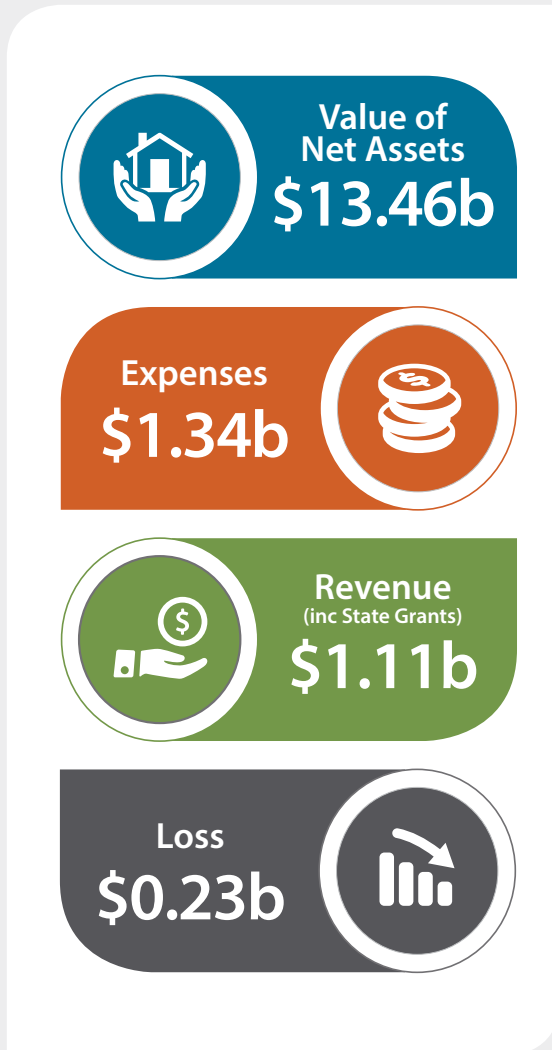 Value of
Net Assets
$13.46b
Expenses
$1.34b
$
Revenue
(inc State Grants)
$1.11b
$
Loss
$0.23b